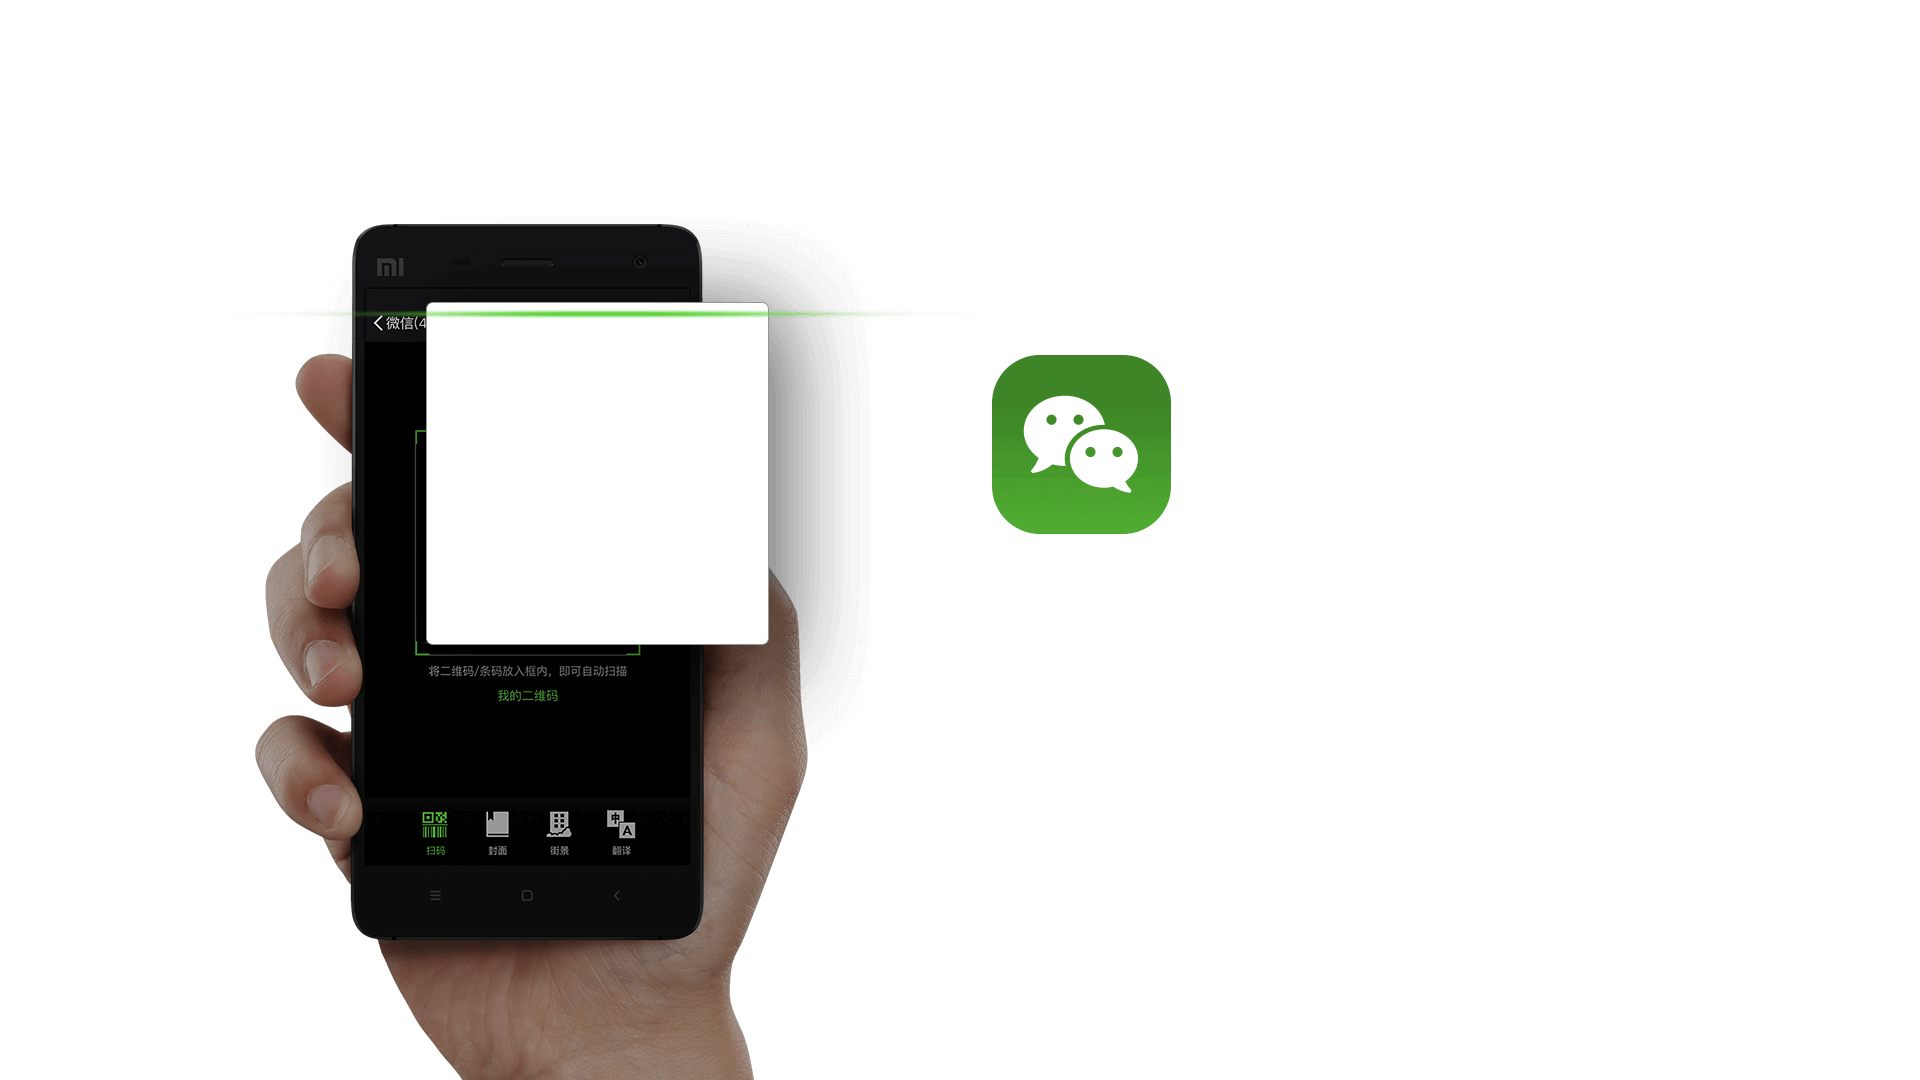 微信(4
将二维码/条码放入框内，即可自动扫描
我的二维码
扫码 封面 街景 翻译